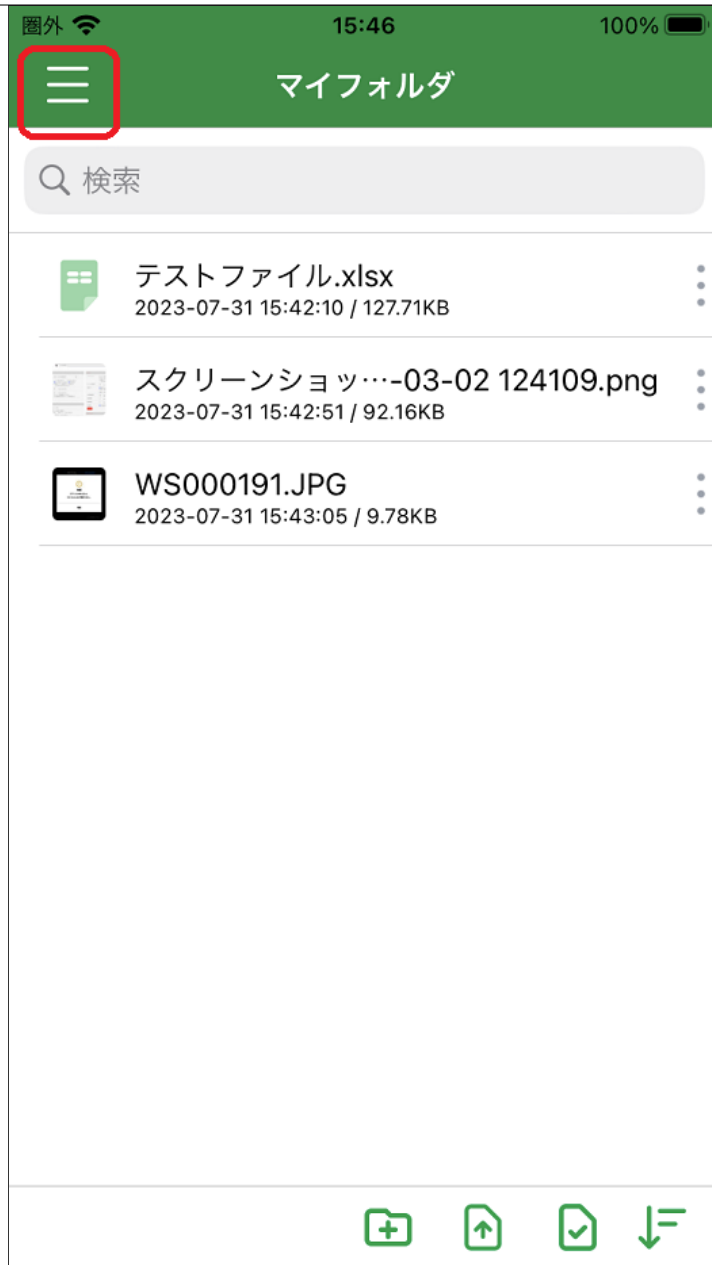 圏外 15:46 100%
マイフォルダ
検索
テストファイル.xlsx
2023-07-31 15:42:10 / 127.71KB
スクリーンショッ…-03-02 124109.png
2023-07-31 15:42:51 / 92.16KB
WS000191.JPG
2023-07-31 15:43:05 / 9.78KB